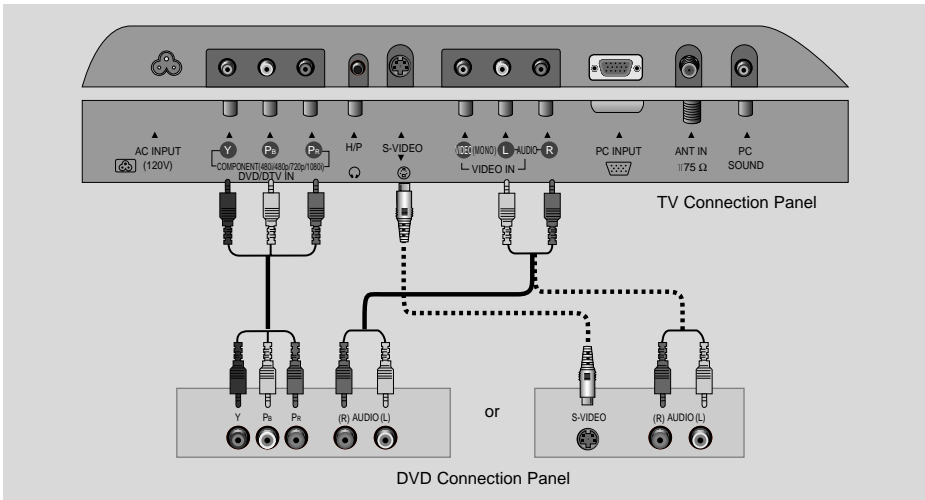 AC INPUT
(120V)
Y PB PR
COMPONENT(480i/480p/720p/1080i)
DVD/DTV IN
H/P
S-VIDEO
VIDEO (MONO) L AUDIO R
VIDEO IN
PC INPUT
ANT IN
75 Ω
PC
SOUND
TV Connection Panel
Y PB PR (R) AUDIO (L)
or
S-VIDEO (R) AUDIO (L)
DVD Connection Panel